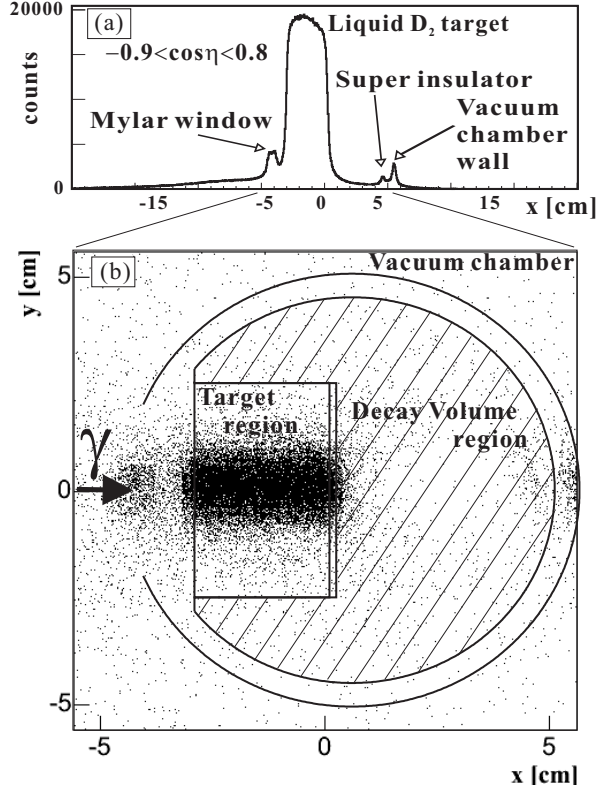 20000
(a)
Liquid D₂ target
−0.9<cosη<0.8
Super insulator
counts
10000
Mylar window
Vacuum
chamber
wall
0
-15
-5
0
5
15
x [cm]
(b)
Vacuum chamber
y [cm]
5
Target
region
Decay Volume
region
γ
0
-5
-5
0
5
x [cm]